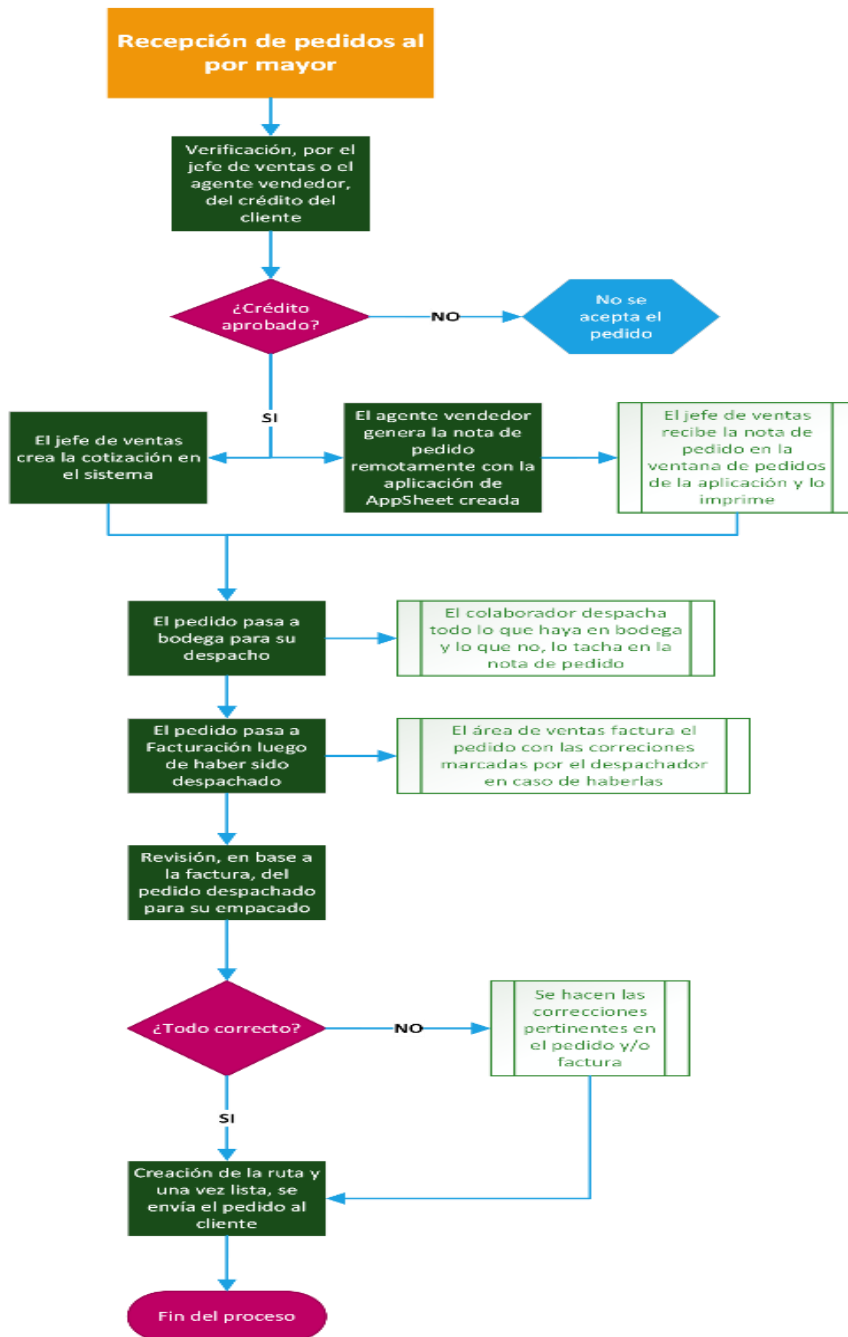 Recepción de pedidos al
por mayor
Verificación, por el
jefe de ventas o el
agente vendedor,
del crédito del
cliente
¿Crédito
aprobado?
NO
No se
acepta el
pedido
SI
El jefe de ventas
crea la cotización en
el sistema
El agente vendedor
genera la nota de
pedido
remotamente con la
aplicación de
AppSheet creada
El jefe de ventas
recibe la nota de
pedido en la
ventana de pedidos
de la aplicación y lo
imprime
El pedido pasa a
bodega para su
despacho
El colaborador despacha
todo lo que haya en bodega
y lo que no, lo tacha en la
nota de pedido
El pedido pasa a
Facturación luego
de haber sido
despachado
El área de ventas factura el
pedido con las correciones
marcadas por el despachador
en caso de haberlas
Revisión, en base a
la factura, del
pedido despachado
para su empacado
¿Todo correcto?
NO
Se hacen las
correcciones
pertinentes en
el pedido y/o
factura
SI
Creación de la ruta y
una vez lista, se
envía el pedido al
cliente
Fin del proceso